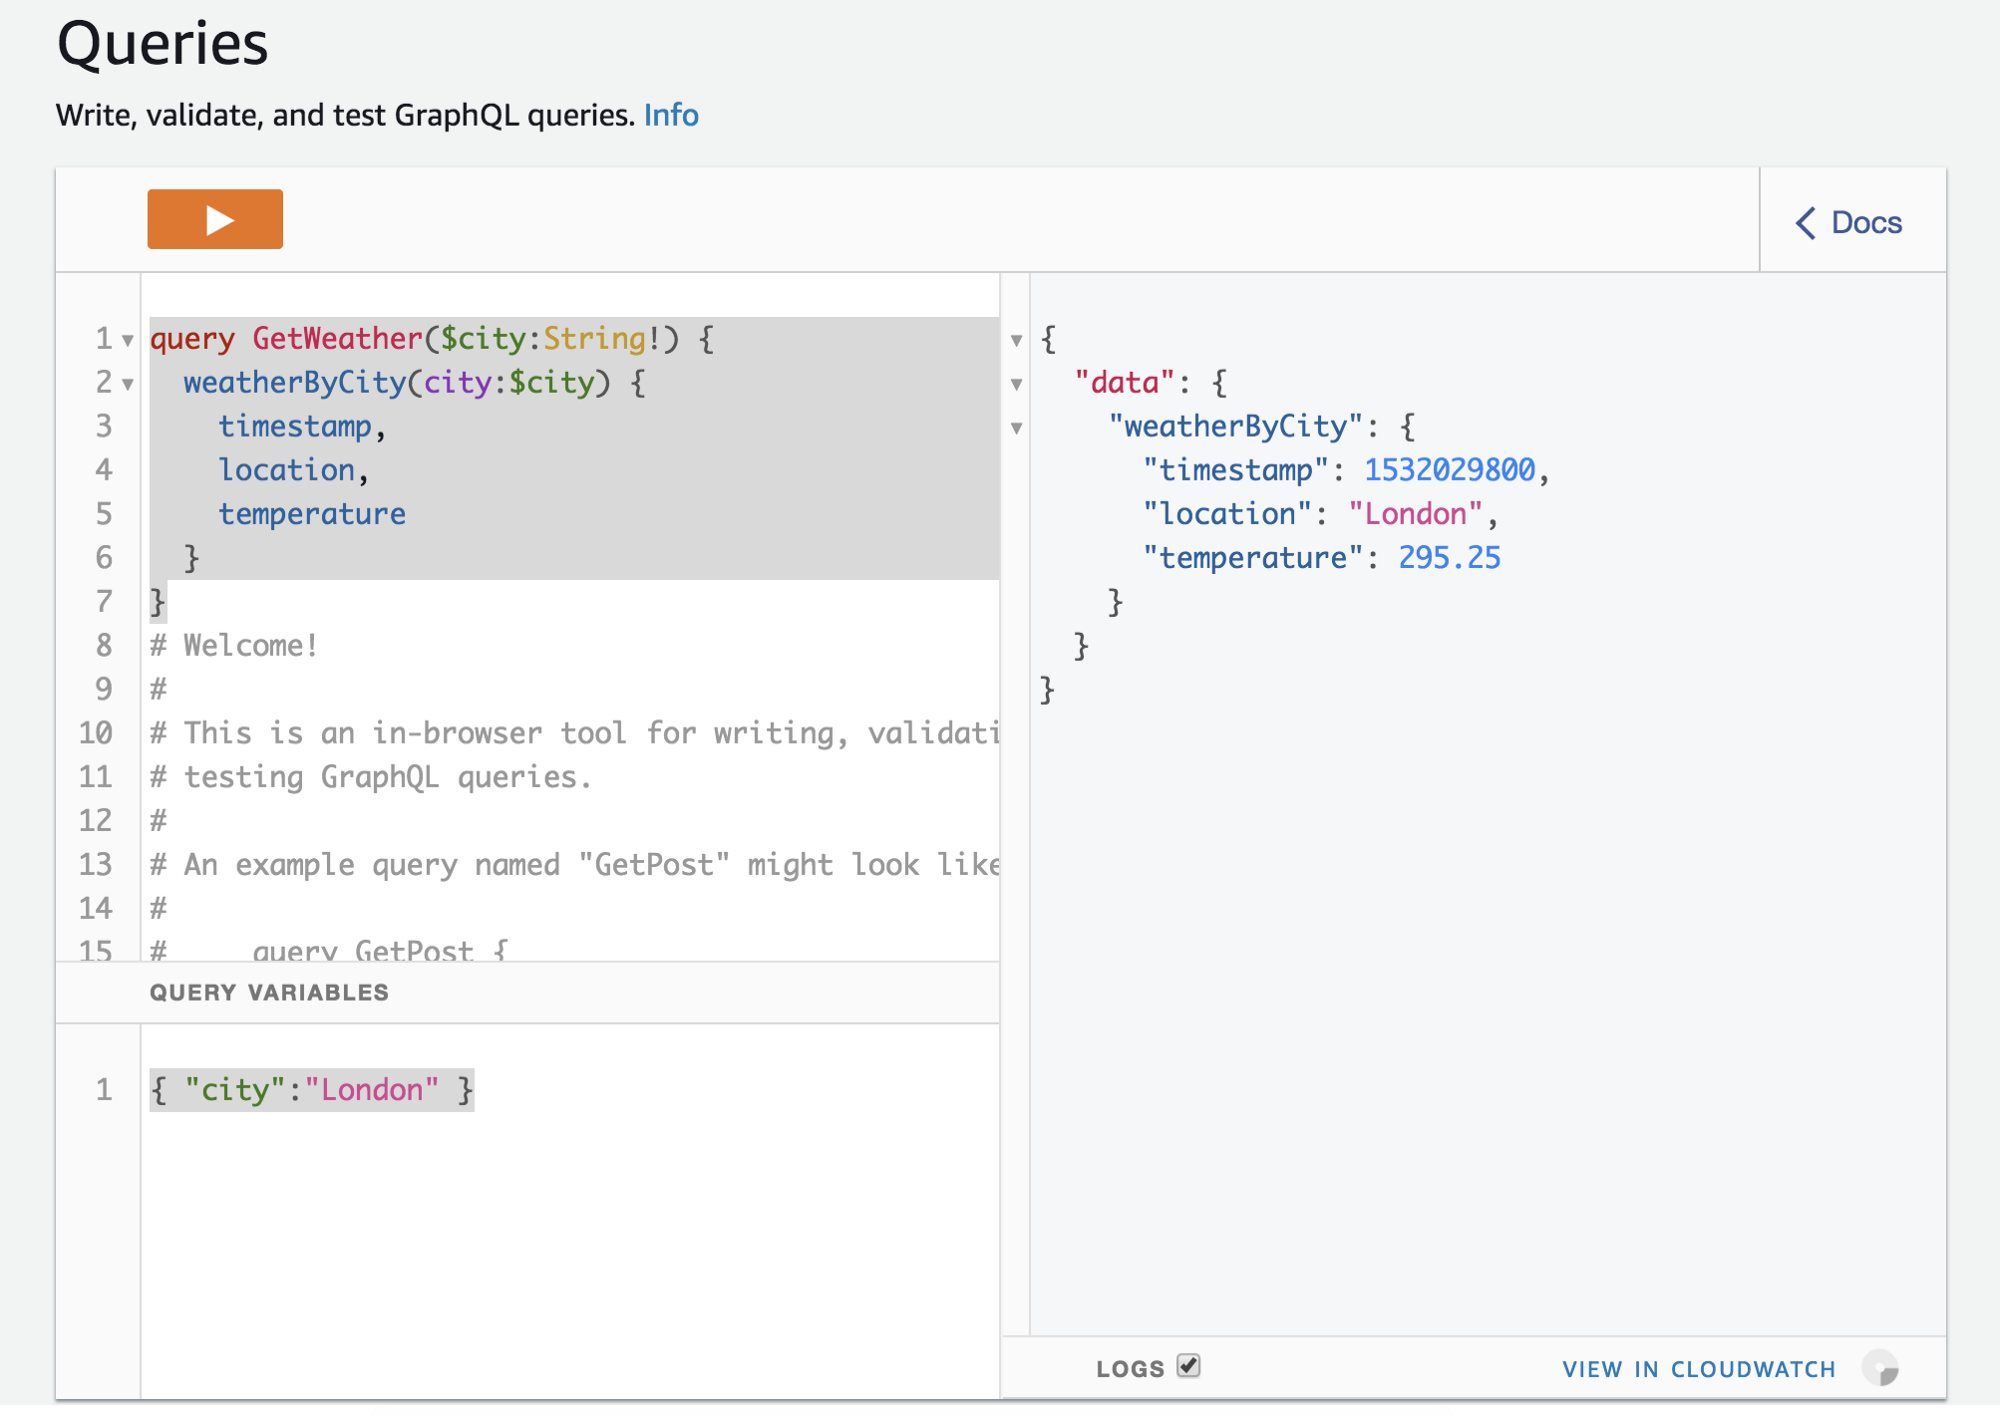 Queries
Write, validate, and test GraphQL queries. Info
Docs
1 query GetWeather($city:String!) {
2 weatherByCity(city:$city) {
3 timestamp,
4 location,
5 temperature
6 }
7 }
8 # Welcome!
9 #
10 # This is an in-browser tool for writing, validati
11 # testing GraphQL queries.
12 #
13 # An example query named "GetPost" might look like
14 #
15 # query GetPost {
QUERY VARIABLES
1 { "city":"London" }
{
"data": {
"weatherByCity": {
"timestamp": 1532029800,
"location": "London",
"temperature": 295.25
}
}
}
LOGS
VIEW IN CLOUDWATCH